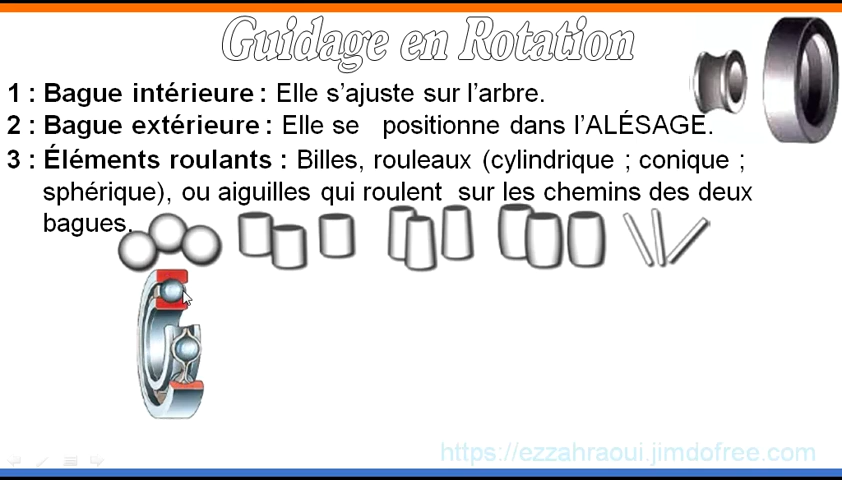 Guidage en Rotation
1 : Bague intérieure : Elle s’ajuste sur l’arbre.
2 : Bague extérieure : Elle se positionne dans l’ALÉSAGE.
3 : Éléments roulants : Billes, rouleaux (cylindrique ; conique ;
sphérique), ou aiguilles qui roulent sur les chemins des deux
bagues.
https://ezzahraoui.jimdofree.com